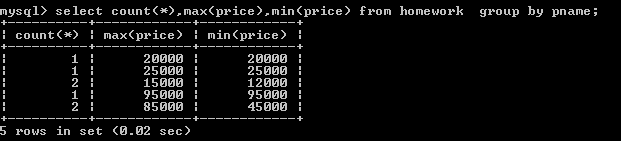 mysql> select count(*),max(price),min(price) from homework  group by pname;
+----------+------------+------------+
| count(*) | max(price) | min(price) |
+----------+------------+------------+
|        1 |      20000 |      20000 |
|        1 |      25000 |      25000 |
|        2 |      15000 |      12000 |
|        1 |      95000 |      95000 |
|        2 |      85000 |      45000 |
+----------+------------+------------+
5 rows in set (0.02 sec)